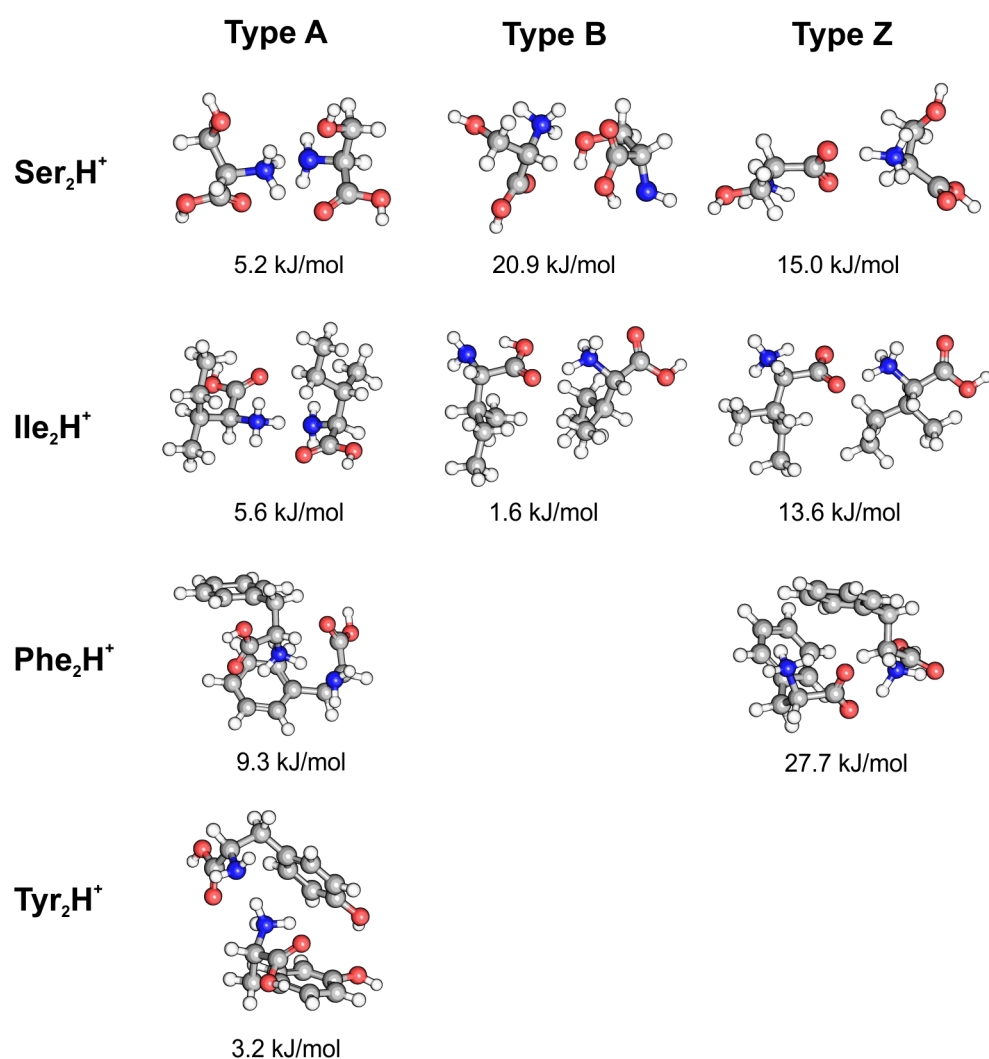 Type A Type B Type Z
Ser₂H⁺
5.2 kJ/mol 20.9 kJ/mol 15.0 kJ/mol
Ile₂H⁺
5.6 kJ/mol 1.6 kJ/mol 13.6 kJ/mol
Phe₂H⁺
9.3 kJ/mol 27.7 kJ/mol
Tyr₂H⁺
3.2 kJ/mol